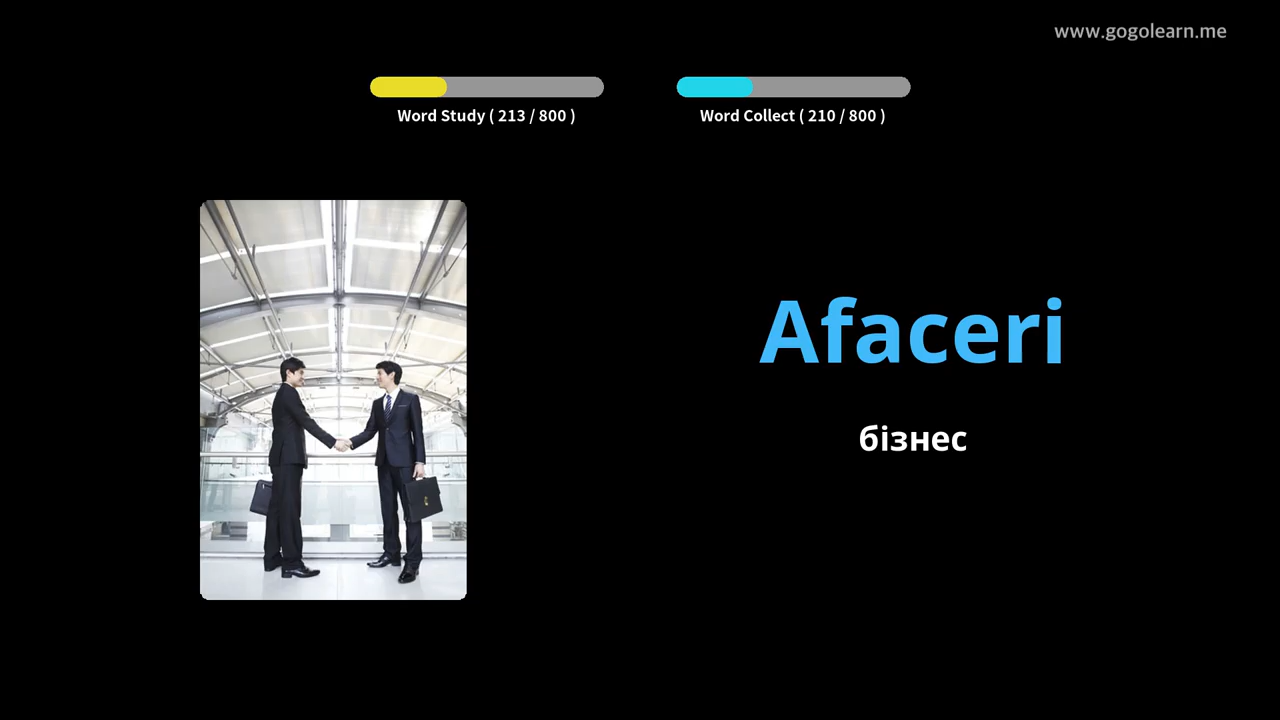 www.gogolearn.me
Word Study ( 213 / 800 )
Word Collect ( 210 / 800 )
Afaceri
бізнес